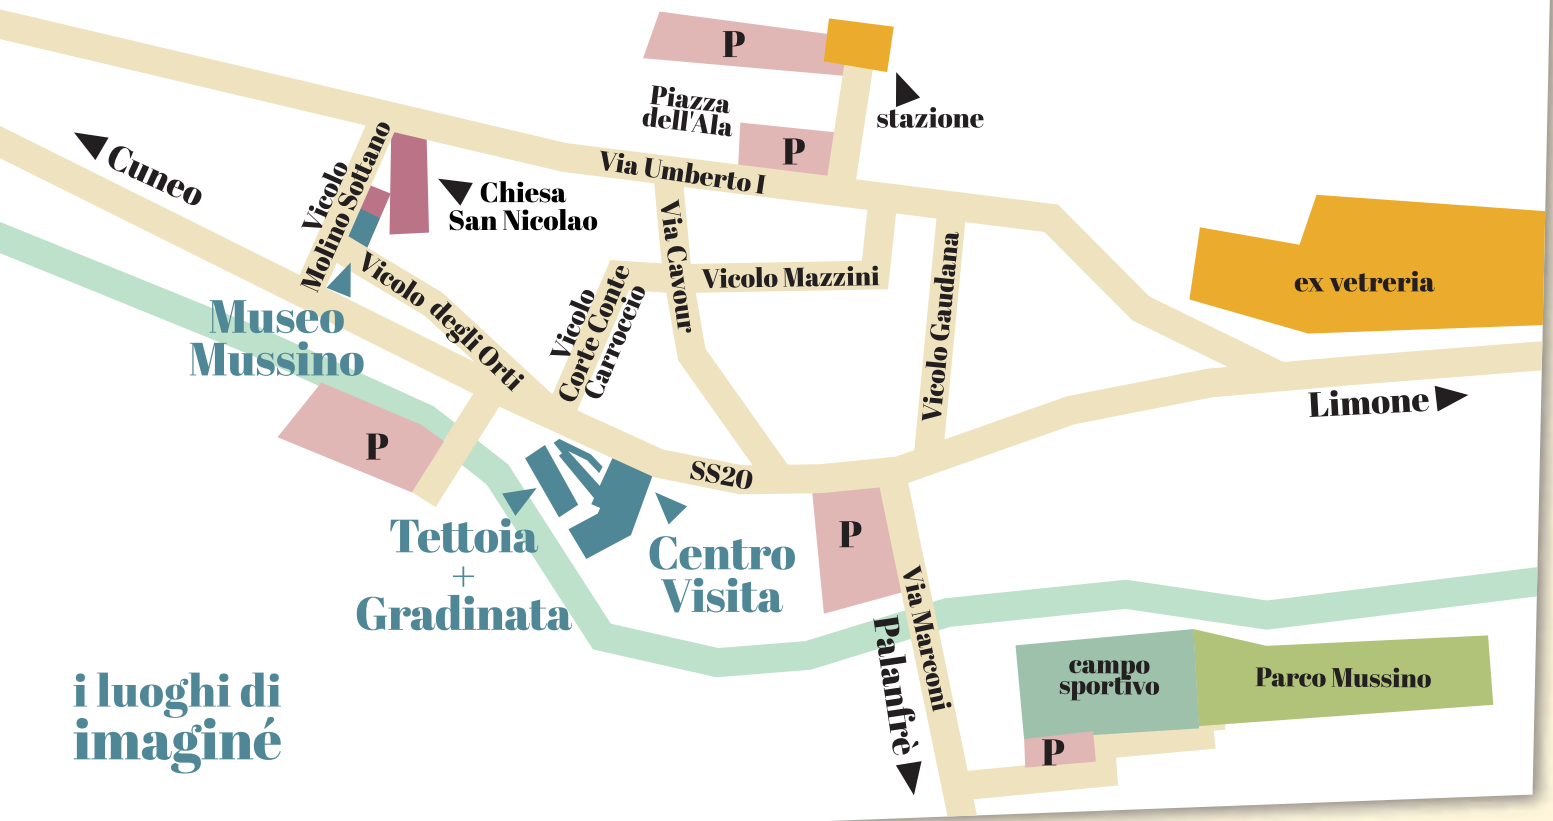 P
Piazza
dell'Ala
P
stazione
Via Umberto I
Cuneo
Vicolo
Molino Sottano
Chiesa
San Nicolao
Vicolo degli Orti
Museo
Mussino
Via Cavour
Vicolo Mazzini
Vicolo
Corte Conte
Carroccio
Vicolo Gaudana
ex vetreria
Limone
P
SS20
Tettoia
+
Gradinata
Centro
Visita
P
Via Marconi
Palanfrè
campo
sportivo
Parco Mussino
P
i luoghi di
imaginé